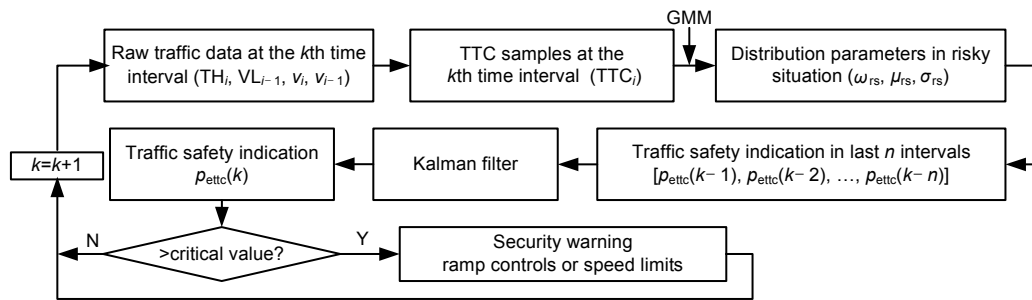 GMM
Raw traffic data at the kth time
interval (THi, VLi−1, vi, vi−1)
TTC samples at the
kth time interval (TTCi)
Distribution parameters in risky
situation (ωrs, μrs, σrs)
k=k+1
Traffic safety indication
pettc(k)
Kalman filter
Traffic safety indication in last n intervals
[pettc(k−1), pettc(k−2), …, pettc(k−n)]
N
>critical value?
Y
Security warning
ramp controls or speed limits